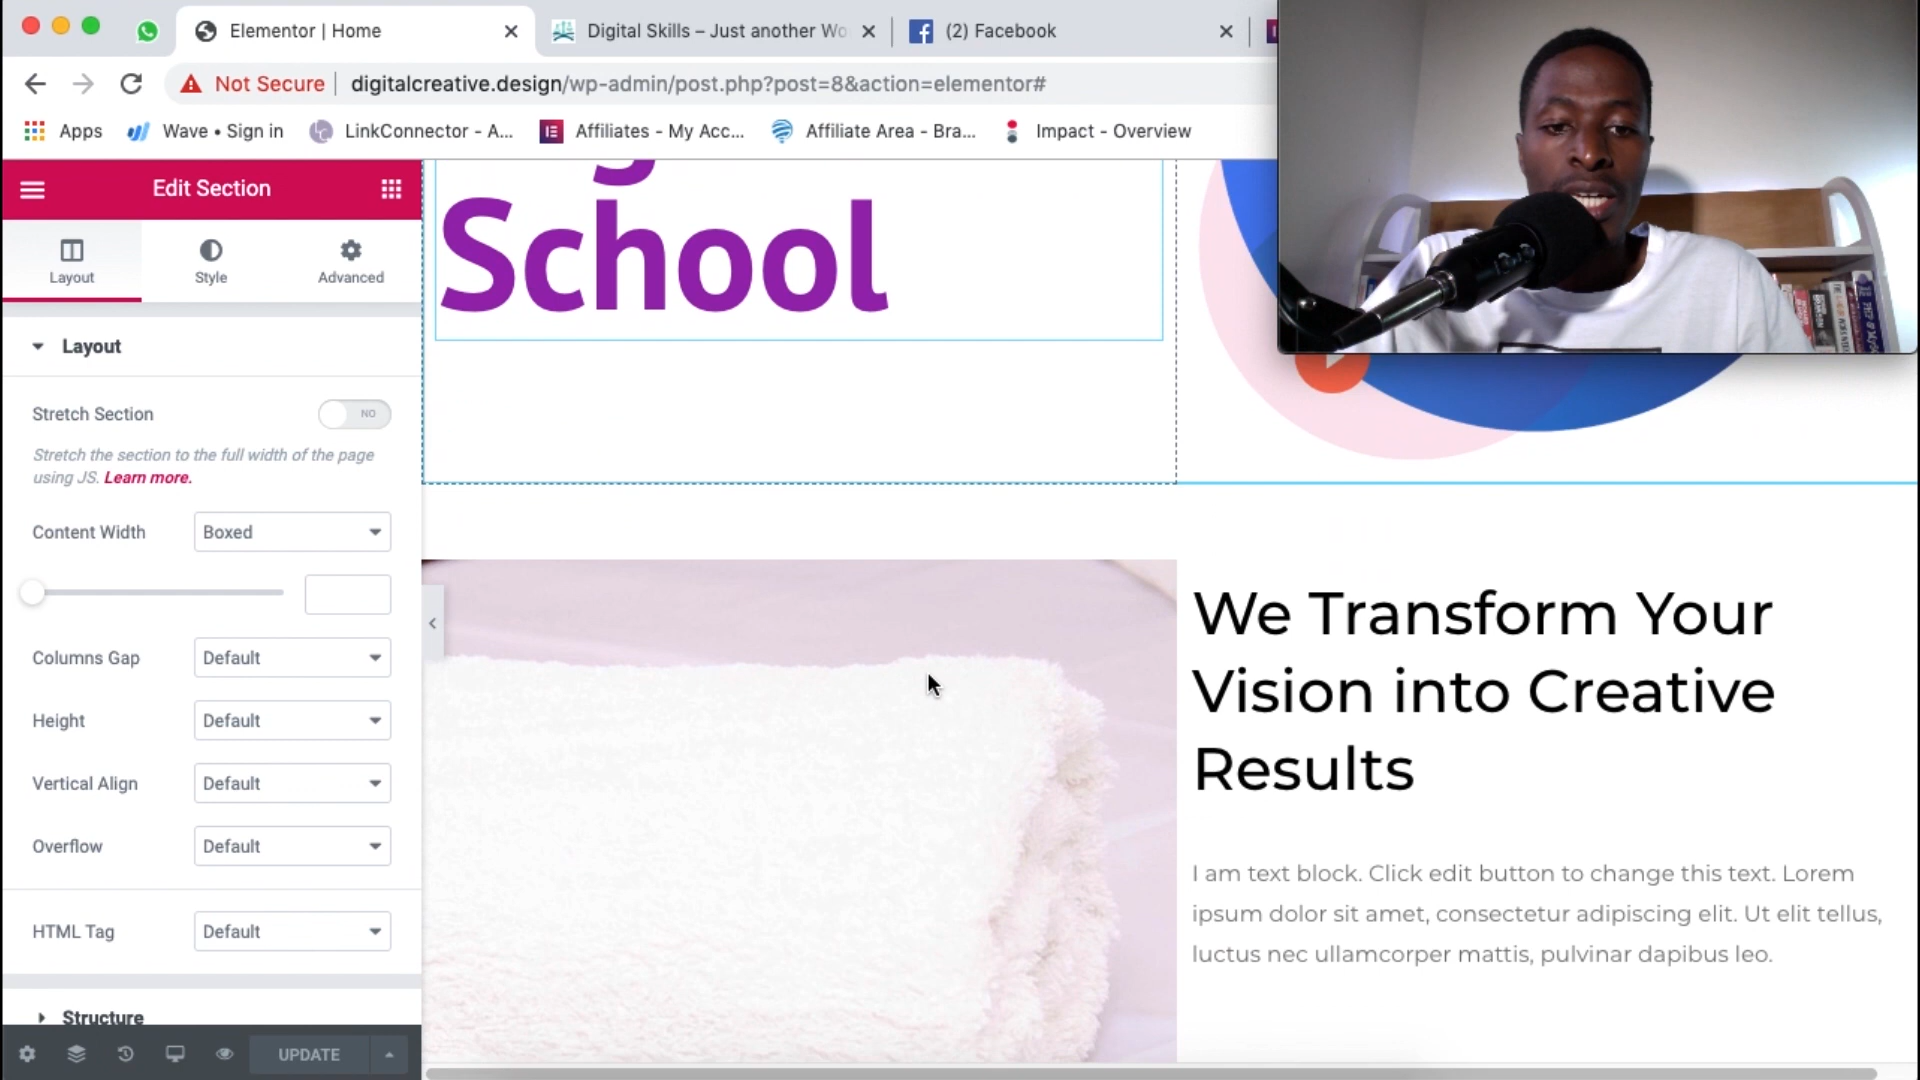 Elementor | Home
Digital Skills – Just another Wo
(2) Facebook
Not Secure
digitalcreative.design/wp-admin/post.php?post=8&action=elementor#
Apps
Wave • Sign in
LinkConnector - A...
Affiliates - My Acc...
Affiliate Area - Bra...
Impact - Overview
Edit Section
Layout
Style
Advanced
Layout
Stretch Section
NO
Stretch the section to the full width of the page
using JS. Learn more.
Content Width
Boxed
Columns Gap
Default
Height
Default
Vertical Align
Default
Overflow
Default
HTML Tag
Default
Structure
UPDATE
School
We Transform Your
Vision into Creative
Results
I am text block. Click edit button to change this text. Lorem
ipsum dolor sit amet, consectetur adipiscing elit. Ut elit tellus,
luctus nec ullamcorper mattis, pulvinar dapibus leo.